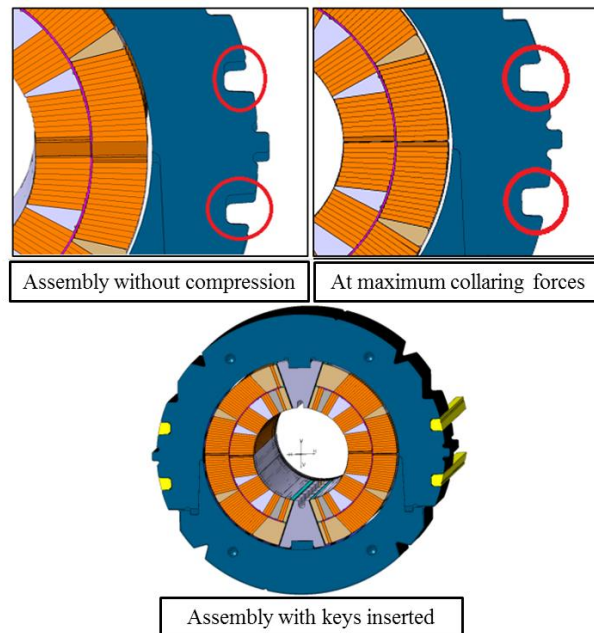 Assembly without compression
At maximum collaring forces
Assembly with keys inserted